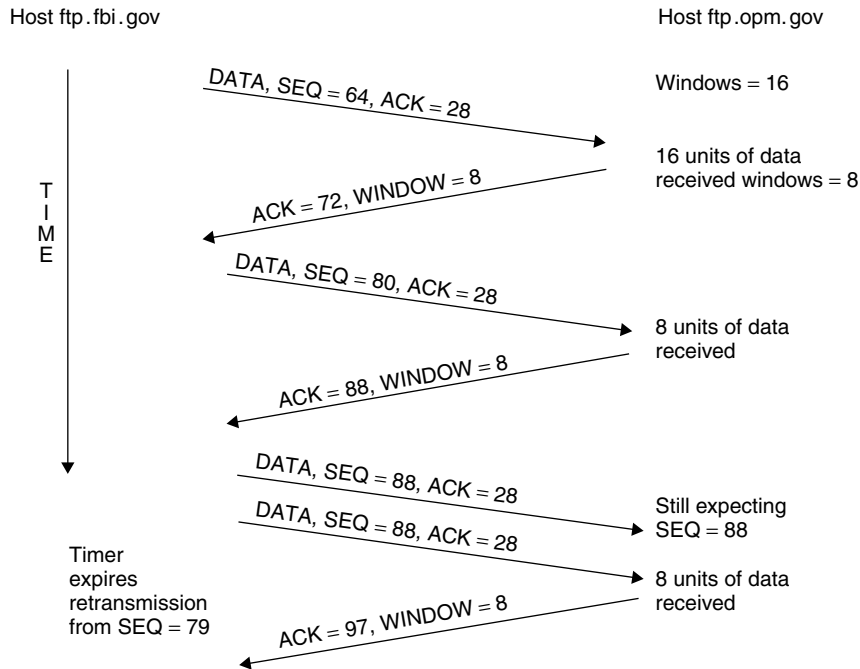 Host ftp.fbi.gov
Host ftp.opm.gov
DATA, SEQ = 64, ACK = 28
Windows = 16
16 units of data
received windows = 8
ACK = 72, WINDOW = 8
T
I
M
E
DATA, SEQ = 80, ACK = 28
8 units of data
received
ACK = 88, WINDOW = 8
DATA, SEQ = 88, ACK = 28
Still expecting
SEQ = 88
DATA, SEQ = 88, ACK = 28
Timer
expires
retransmission
from SEQ = 79
8 units of data
received
ACK = 97, WINDOW = 8